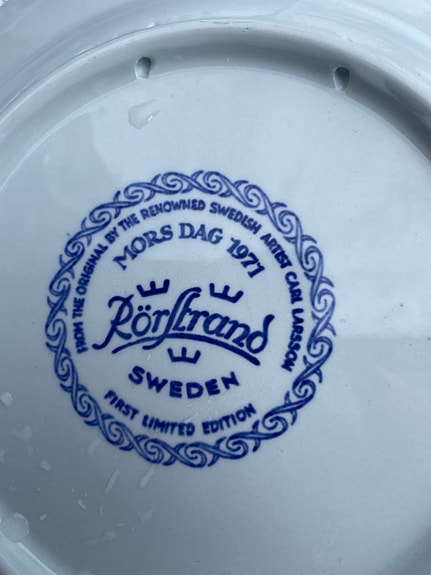 FROM THE ORIGINAL BY THE RENOWNED SWEDISH ARTIST CARL LARSSON
MORS DAG 1971
Rörstrand
SWEDEN
FIRST LIMITED EDITION